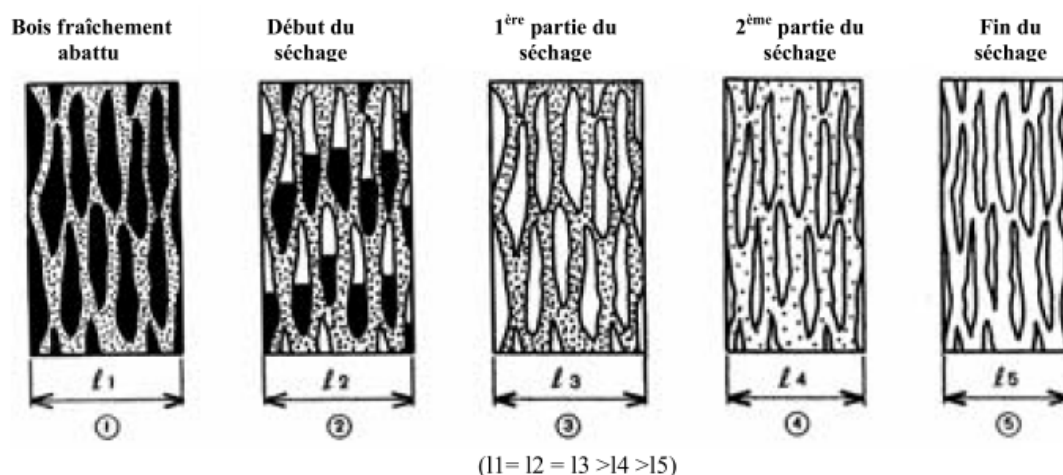 Bois fraîchement
abattu
Début du
séchage
1ère partie du
séchage
2ème partie du
séchage
Fin du
séchage
l1
l2
l3
l4
l5
①
②
③
④
⑤
(l1= l2 = l3 >l4 >l5)